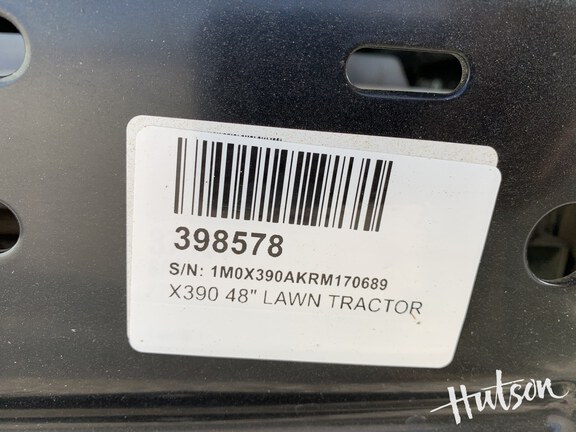 398578
S/N: 1M0X390AKRM170689
X390 48" LAWN TRACTOR
Hutson